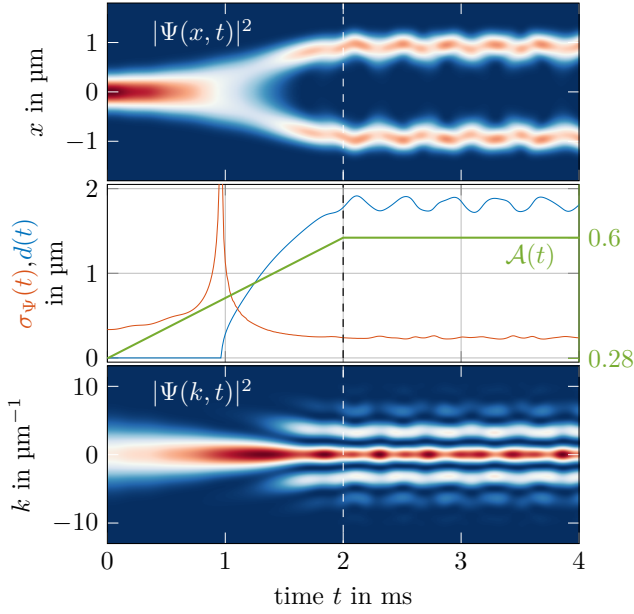 |Ψ(x, t)|²
x in µm
1
0
−1
σ_Ψ(t),d(t)
in µm
2
1
0
A(t)
0.6
0.28
|Ψ(k, t)|²
k in µm⁻¹
10
0
−10
0 1 2 3 4
time t in ms